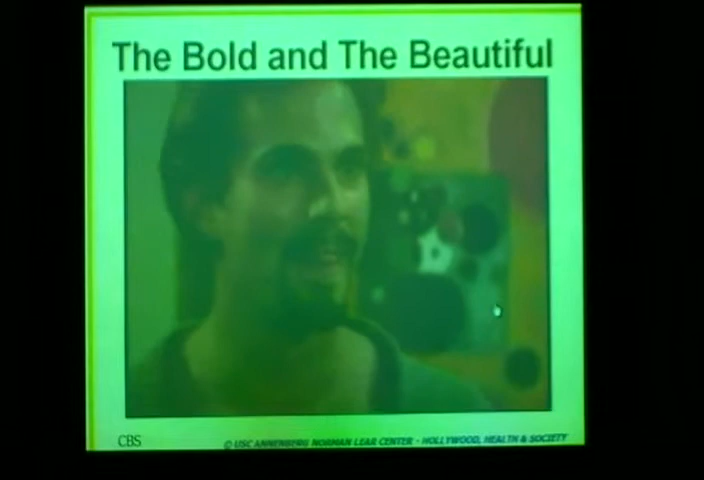 The Bold and The Beautiful
CBS
© USC ANNENBERG NORMAN LEAR CENTER - HOLLYWOOD, HEALTH & SOCIETY